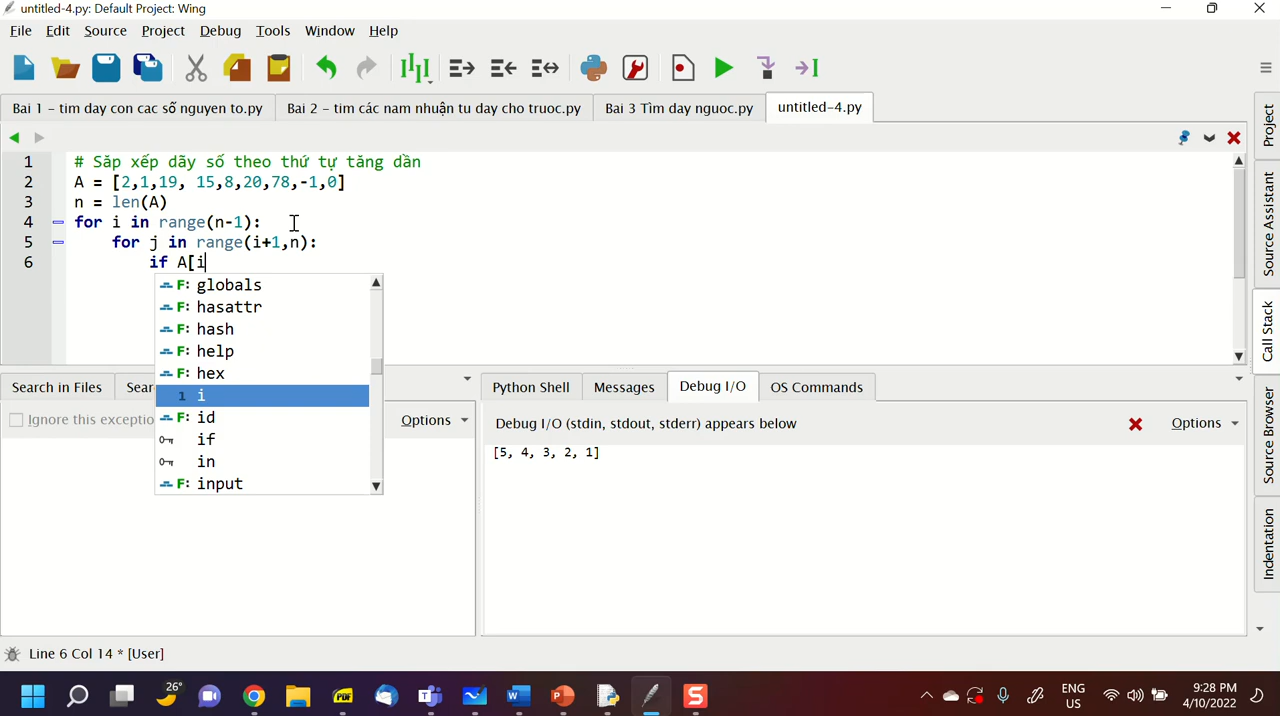 untitled-4.py: Default Project: Wing
File Edit Source Project Debug Tools Window Help
Bai 1 - tim day con cac số nguyen to.py Bai 2 - tim các nam nhuận tu day cho truoc.py Bai 3 Tìm day nguoc.py untitled-4.py
1 # Săp xếp dãy số theo thứ tự tăng dần
2 A = [2,1,19, 15,8,20,78,-1,0]
3 n = len(A)
4 for i in range(n-1):
5 for j in range(i+1,n):
6 if A[i
F: globals
F: hasattr
F: hash
F: help
F: hex
1 i
F: id
if
in
F: input
Search in Files Sear
Ignore this exceptio Options
Python Shell Messages Debug I/O OS Commands
Debug I/O (stdin, stdout, stderr) appears below Options
[5, 4, 3, 2, 1]
Project
Source Assistant
Call Stack
Source Browser
Indentation
Line 6 Col 14 * [User]
26°
PDF
W
P
S
ENG
US
9:28 PM
4/10/2022